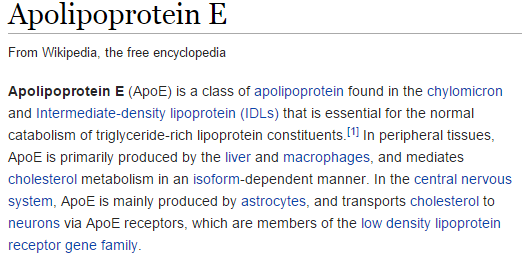 Apolipoprotein E
From Wikipedia, the free encyclopedia
Apolipoprotein E (ApoE) is a class of apolipoprotein found in the chylomicron
and Intermediate-density lipoprotein (IDLs) that is essential for the normal
catabolism of triglyceride-rich lipoprotein constituents.[1] In peripheral tissues,
ApoE is primarily produced by the liver and macrophages, and mediates
cholesterol metabolism in an isoform-dependent manner. In the central nervous
system, ApoE is mainly produced by astrocytes, and transports cholesterol to
neurons via ApoE receptors, which are members of the low density lipoprotein
receptor gene family.